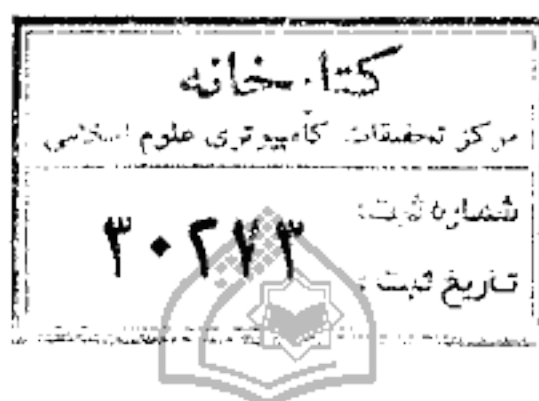 کتابخانه
مرکز تحقیقات کامپیوتری علوم اسلامی
شماره ثبت:
۳۰۲۷۳
تاریخ ثبت: